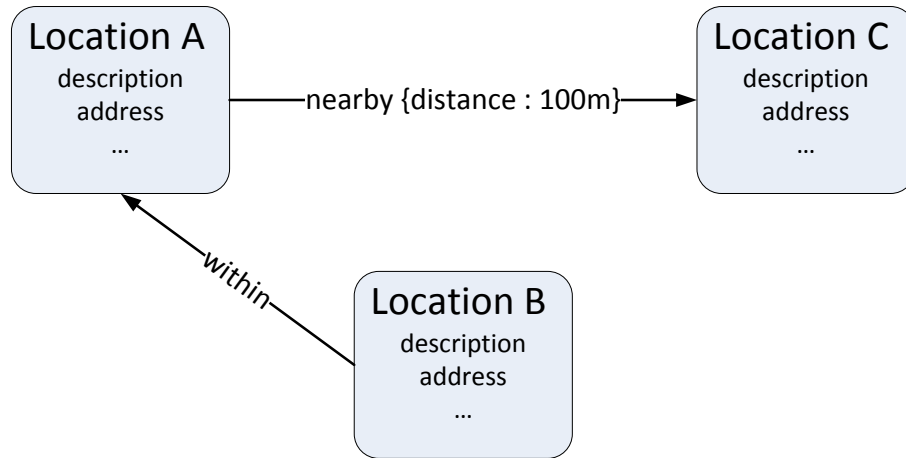 Location A
description
address
...
nearby {distance : 100m}
Location C
description
address
...
within
Location B
description
address
...